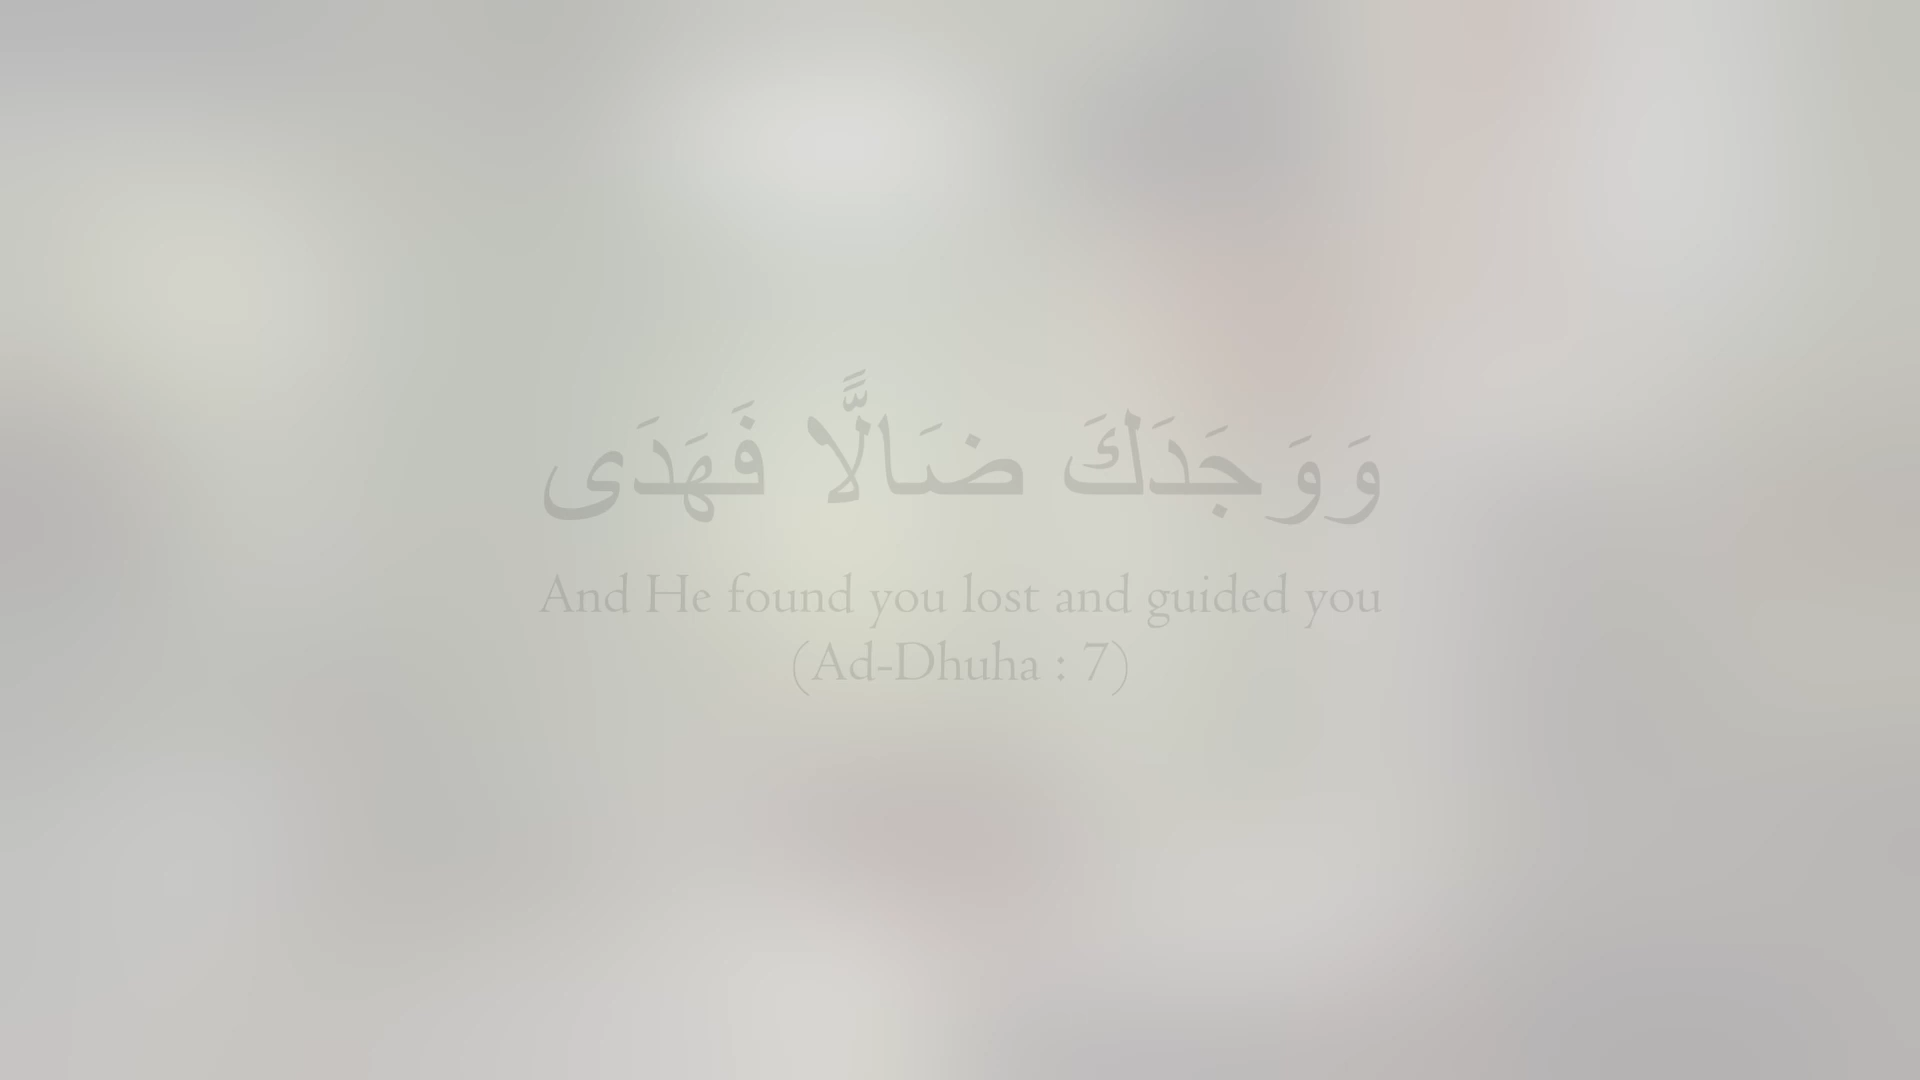 وَوَجَدَكَ ضَالًّا فَهَدَى
And He found you lost and guided you
(Ad-Dhuha : 7)